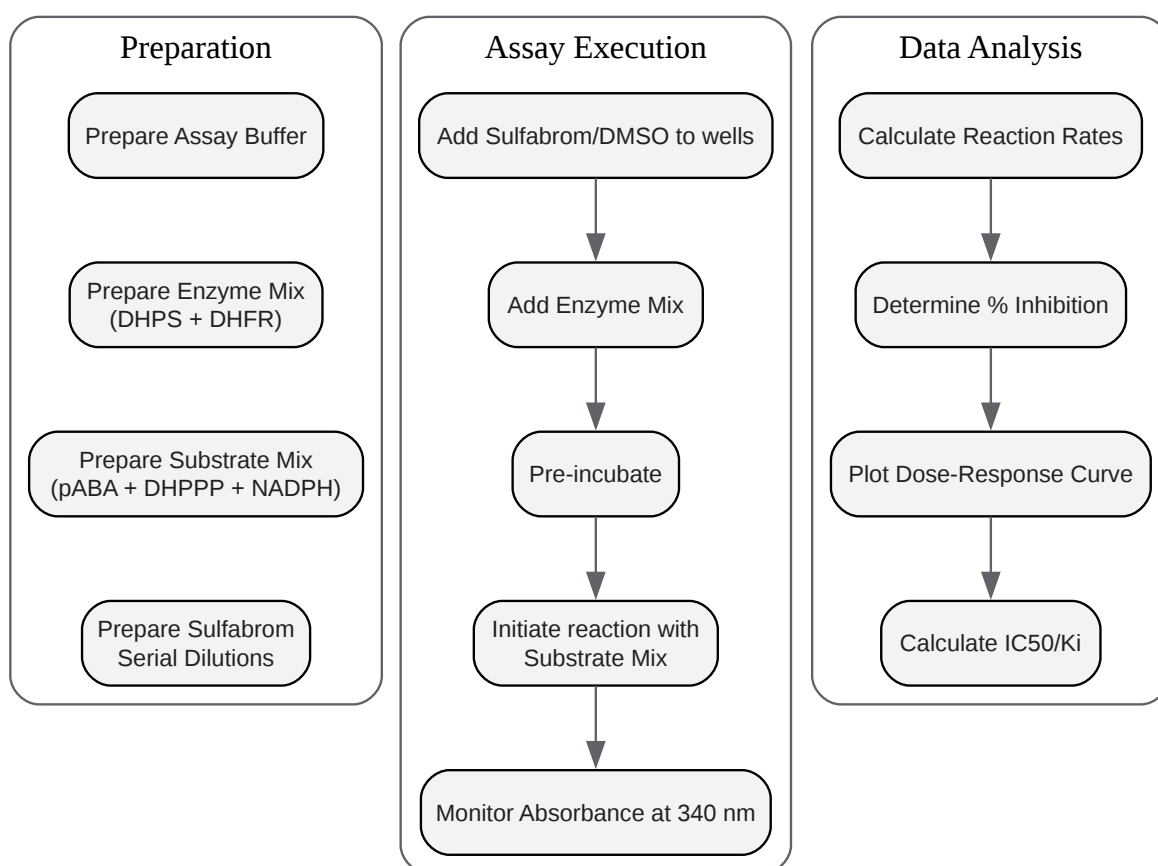 Preparation
Prepare Assay Buffer
Prepare Enzyme Mix
(DHPS + DHFR)
Prepare Substrate Mix
(pABA + DHPPP + NADPH)
Prepare Sulfabrom
Serial Dilutions
Assay Execution
Add Sulfabrom/DMSO to wells
Add Enzyme Mix
Pre-incubate
Initiate reaction with
Substrate Mix
Monitor Absorbance at 340 nm
Data Analysis
Calculate Reaction Rates
Determine % Inhibition
Plot Dose-Response Curve
Calculate IC50/Ki